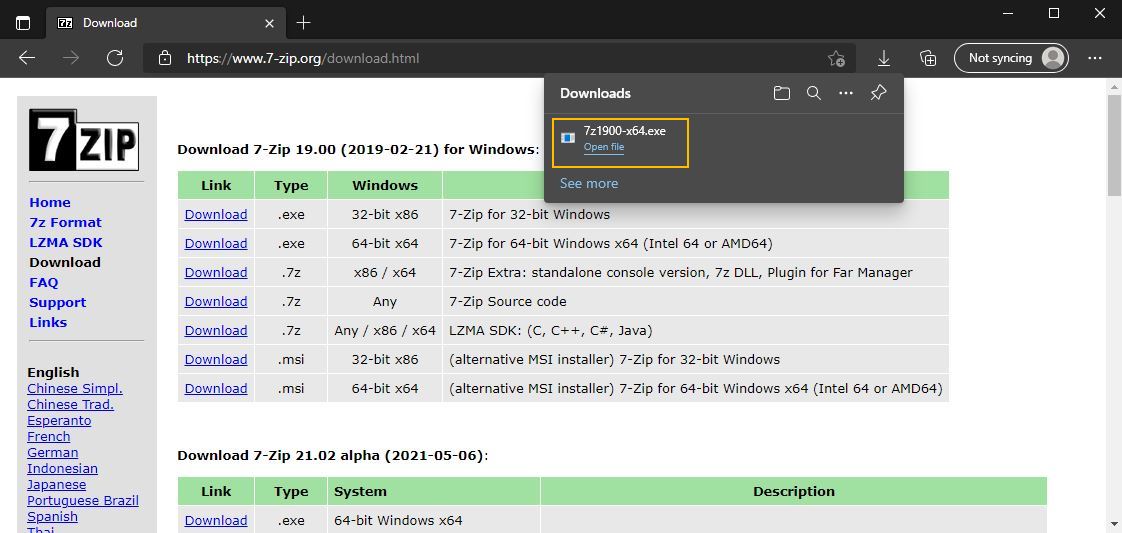 Download
https://www.7-zip.org/download.html
Not syncing
Downloads
7z1900-x64.exe
Open file
See more
7ZIP
Home
7z Format
LZMA SDK
Download
FAQ
Support
Links
English
Chinese Simpl.
Chinese Trad.
Esperanto
French
German
Indonesian
Japanese
Portuguese Brazil
Spanish
Thai
Download 7-Zip 19.00 (2019-02-21) for Windows:
Link Type Windows
Download .exe 32-bit x86 7-Zip for 32-bit Windows
Download .exe 64-bit x64 7-Zip for 64-bit Windows x64 (Intel 64 or AMD64)
Download .7z x86 / x64 7-Zip Extra: standalone console version, 7z DLL, Plugin for Far Manager
Download .7z Any 7-Zip Source code
Download .7z Any / x86 / x64 LZMA SDK: (C, C++, C#, Java)
Download .msi 32-bit x86 (alternative MSI installer) 7-Zip for 32-bit Windows
Download .msi 64-bit x64 (alternative MSI installer) 7-Zip for 64-bit Windows x64 (Intel 64 or AMD64)
Download 7-Zip 21.02 alpha (2021-05-06):
Link Type System Description
Download .exe 64-bit Windows x64